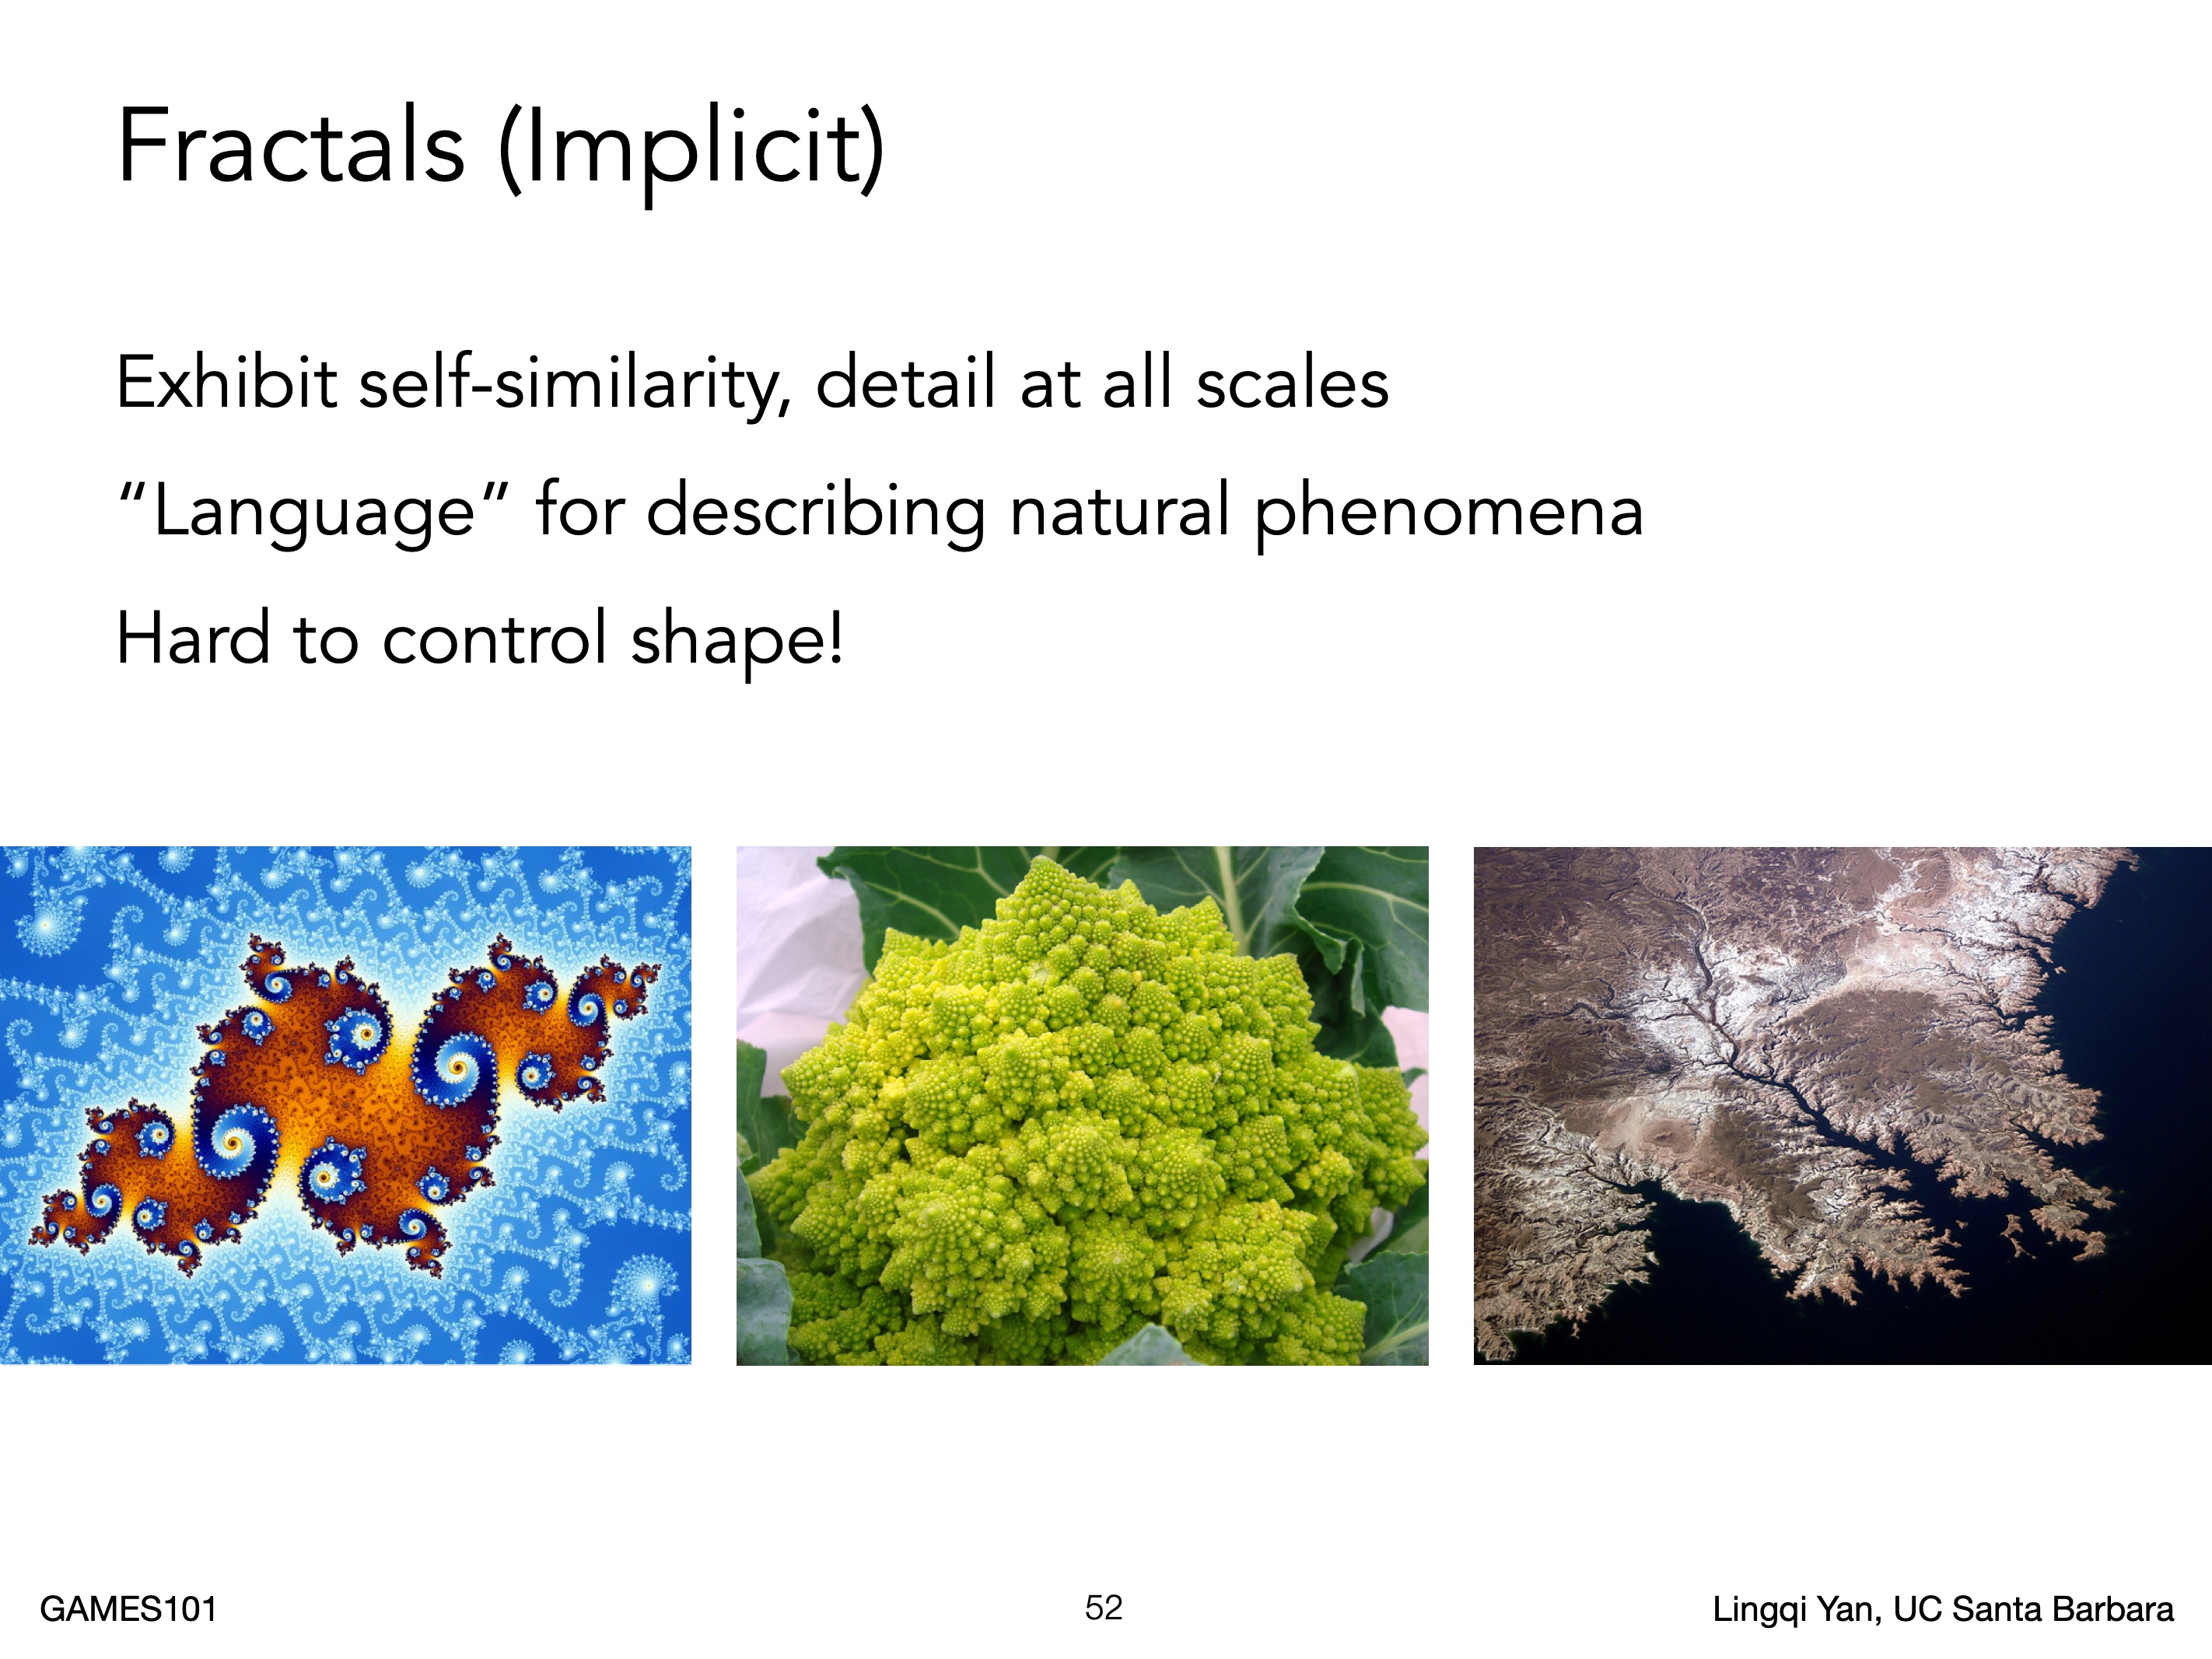 Fractals (Implicit)
Exhibit self-similarity, detail at all scales
“Language” for describing natural phenomena
Hard to control shape!
GAMES101
52
Lingqi Yan, UC Santa Barbara